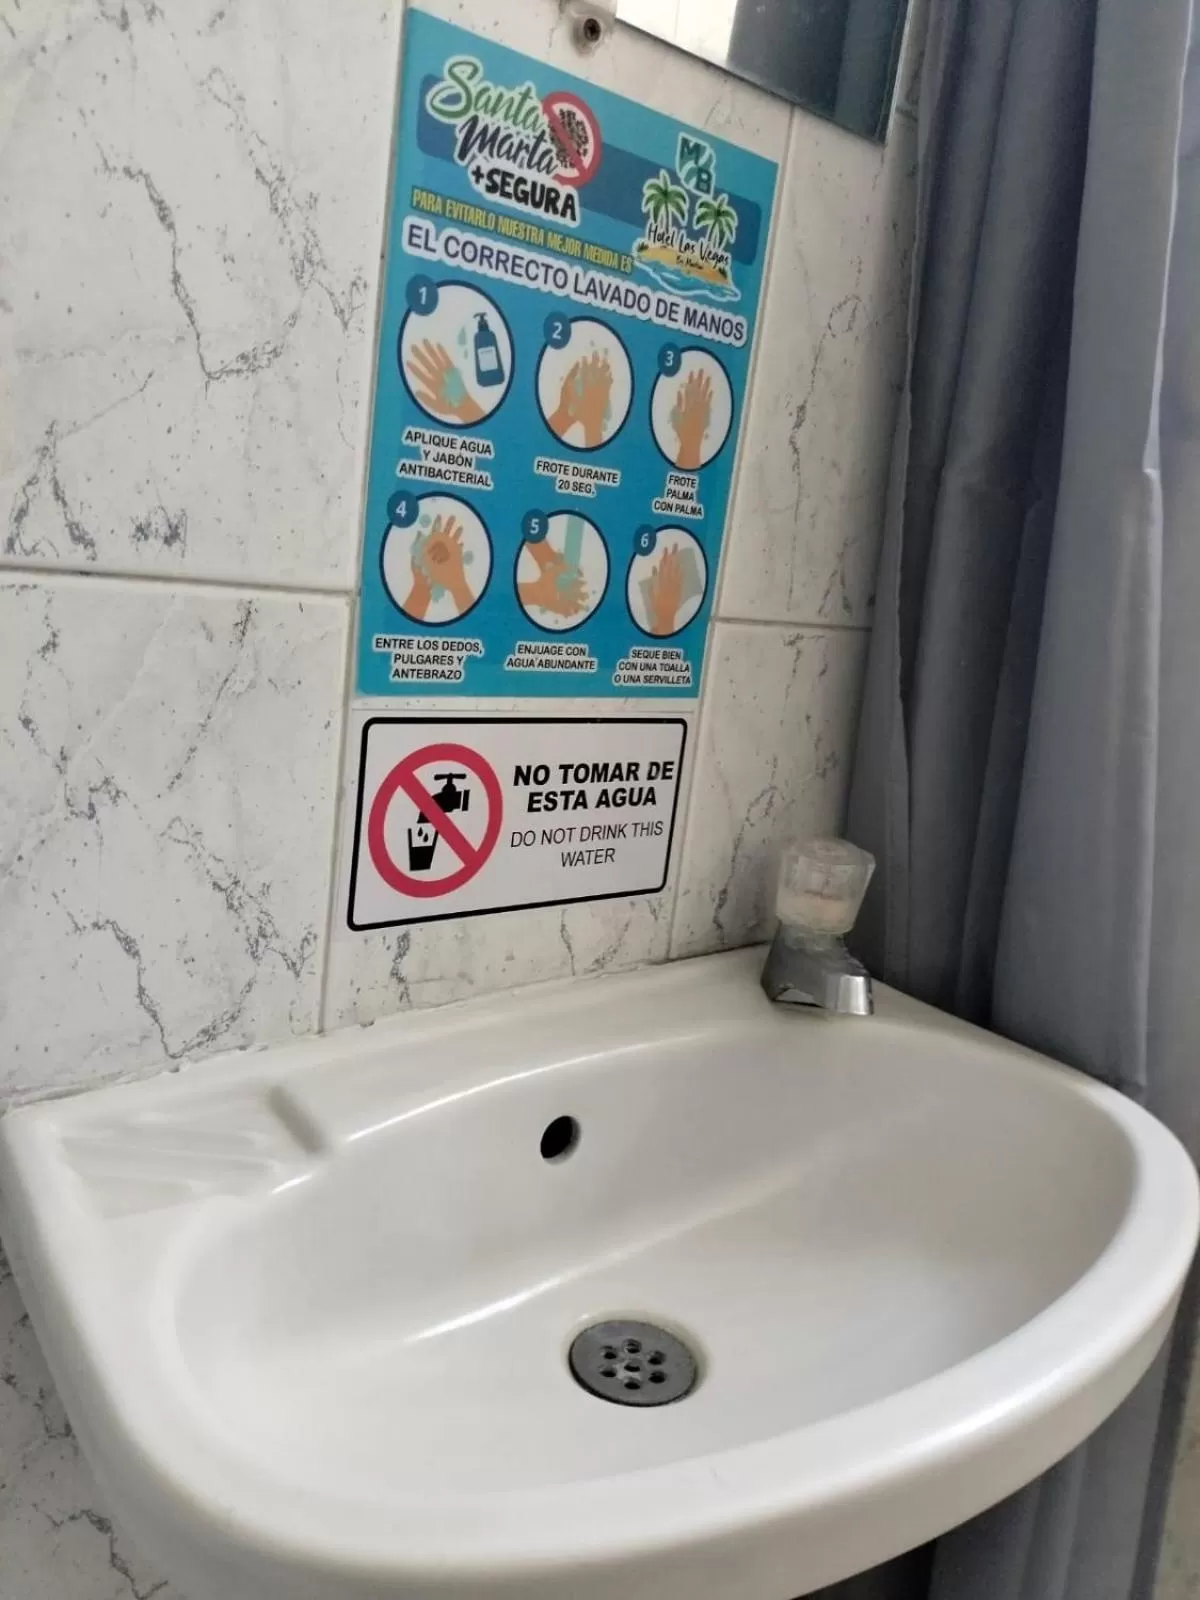 Santa
Marta
+SEGURA
M
B
Hotel Las Vegas
PARA EVITARLO NUESTRA MEJOR MEDIDA ES
EL CORRECTO LAVADO DE MANOS
1
2
3
APLIQUE AGUA
Y JABÓN
ANTIBACTERIAL
FROTE DURANTE
20 SEG.
FROTE
PALMA
CON PALMA
4
5
6
ENTRE LOS DEDOS,
PULGARES Y
ANTEBRAZO
ENJUAGE CON
AGUA ABUNDANTE
SEQUE BIEN
CON UNA TOALLA
O UNA SERVILLETA
NO TOMAR DE
ESTA AGUA
DO NOT DRINK THIS
WATER